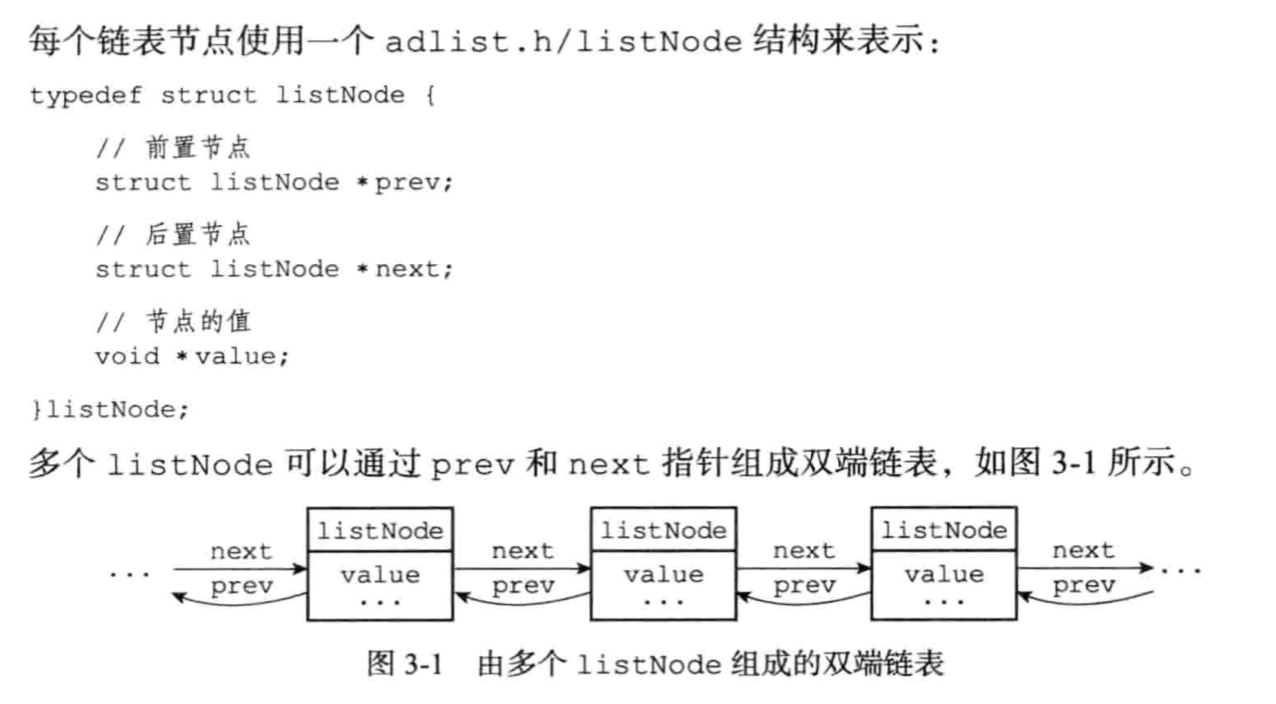 每个链表节点使用一个 adlist.h/listNode 结构来表示：
typedef struct listNode {
// 前置节点
struct listNode *prev;
// 后置节点
struct listNode *next;
// 节点的值
void *value;
}listNode;
多个 listNode 可以通过 prev 和 next 指针组成双端链表，如图 3-1 所示。
listNode listNode listNode
next next next next
... value value value ...
prev prev prev prev
... ... ...
图 3-1 由多个 listNode 组成的双端链表